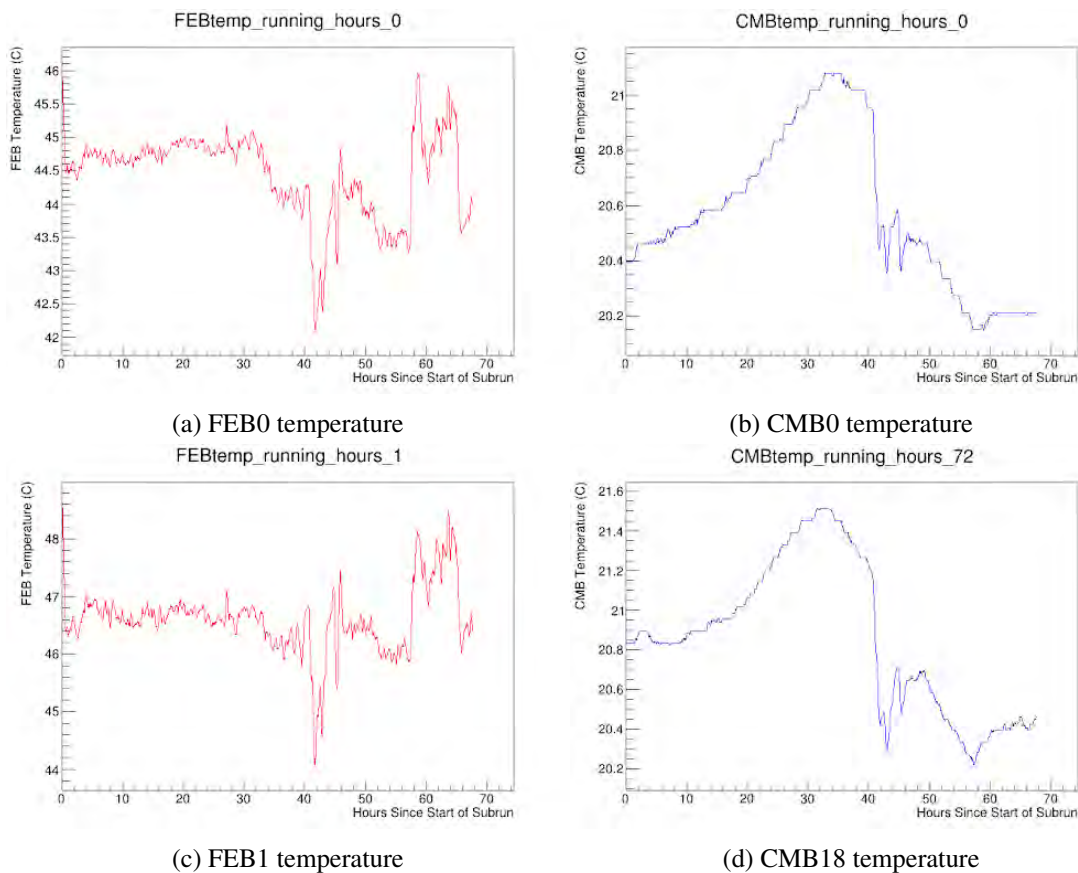 FEBtemp_running_hours_0
FEB Temperature (C)
46
45.5
45
44.5
44
43.5
43
42.5
42
0 10 20 30 40 50 60 70
Hours Since Start of Subrun
(a) FEB0 temperature
CMBtemp_running_hours_0
CMB Temperature (C)
21
20.8
20.6
20.4
20.2
0 10 20 30 40 50 60 70
Hours Since Start of Subrun
(b) CMB0 temperature
FEBtemp_running_hours_1
FEB Temperature (C)
48
47
46
45
44
0 10 20 30 40 50 60 70
Hours Since Start of Subrun
(c) FEB1 temperature
CMBtemp_running_hours_72
CMB Temperature (C)
21.6
21.4
21.2
21
20.8
20.6
20.4
20.2
0 10 20 30 40 50 60 70
Hours Since Start of Subrun
(d) CMB18 temperature